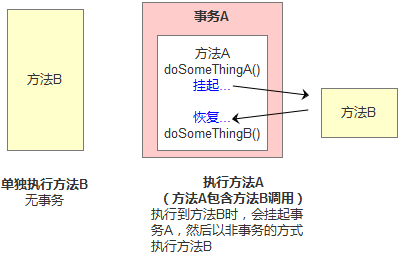 方法B
单独执行方法B
无事务
事务A
方法A
doSomeThingA()
挂起...
恢复...
doSomeThingB()
方法B
执行方法A
（方法A包含方法B调用）
执行到方法B时，会挂起事
务A，然后以非事务的方式
执行方法B